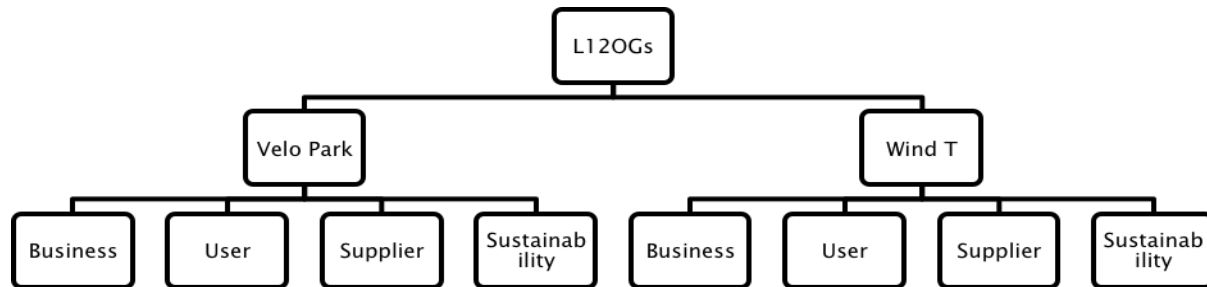 L12OGs
Velo Park
Wind T
Business
User
Supplier
Sustainab
ility
Business
User
Supplier
Sustainab
ility